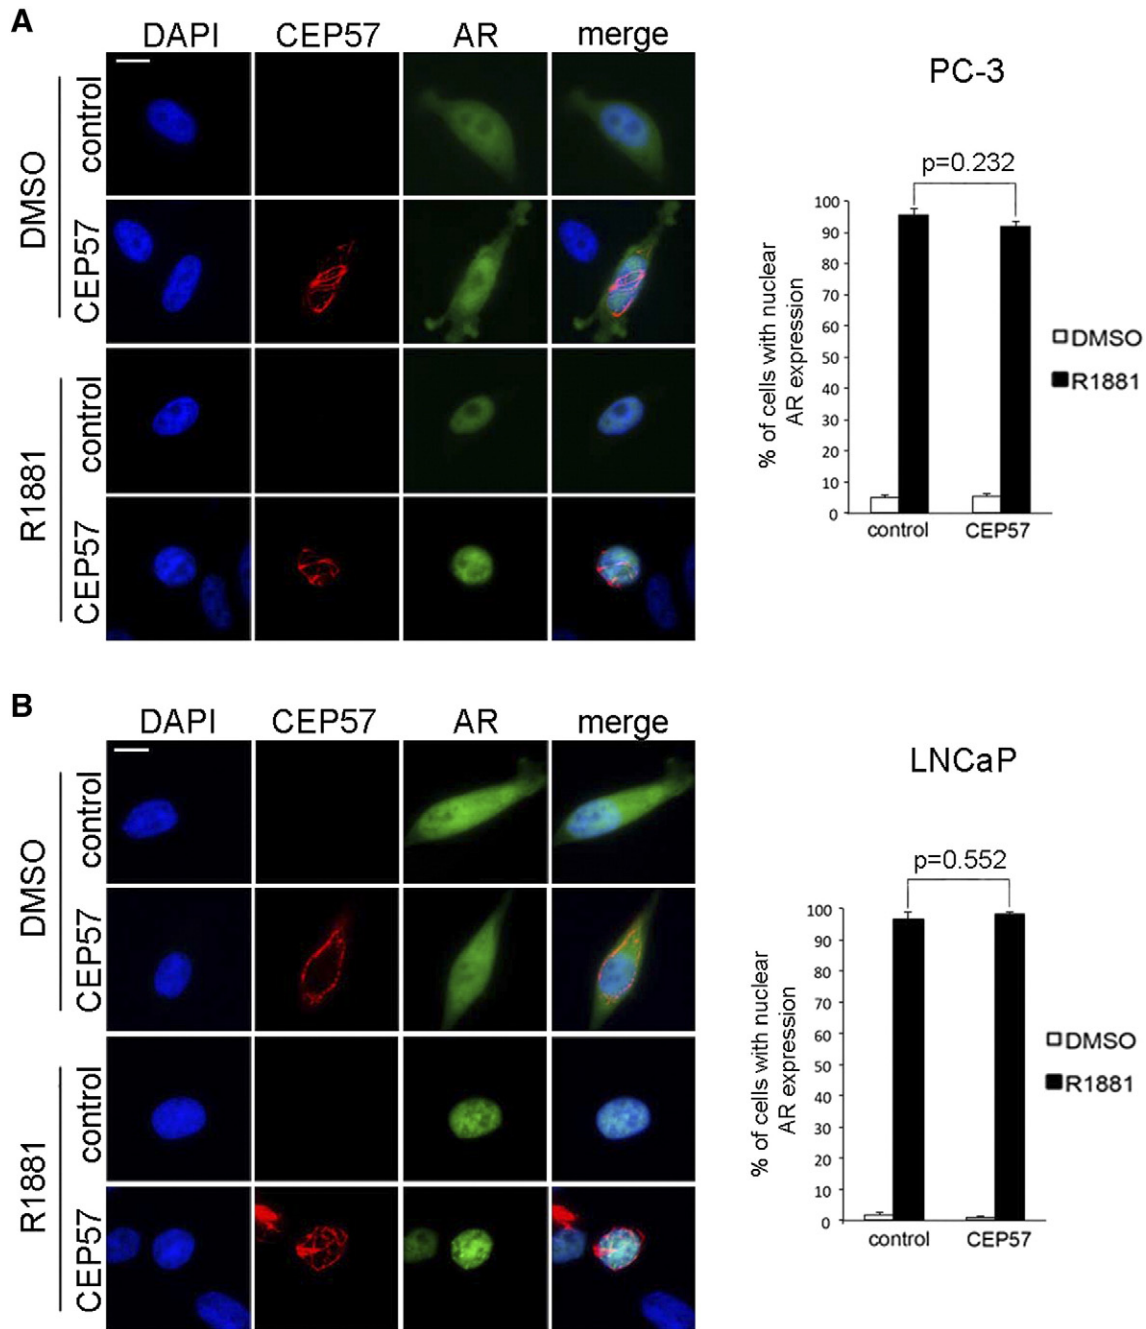 A
DAPI CEP57 AR merge
DMSO
control
CEP57
R1881
control
CEP57
PC-3
p=0.232
% of cells with nuclear
AR expression
100
90
80
70
60
50
40
30
20
10
0
control CEP57
DMSO
R1881
B
DAPI CEP57 AR merge
DMSO
control
CEP57
R1881
control
CEP57
LNCaP
p=0.552
% of cells with nuclear
AR expression
100
90
80
70
60
50
40
30
20
10
0
control CEP57
DMSO
R1881